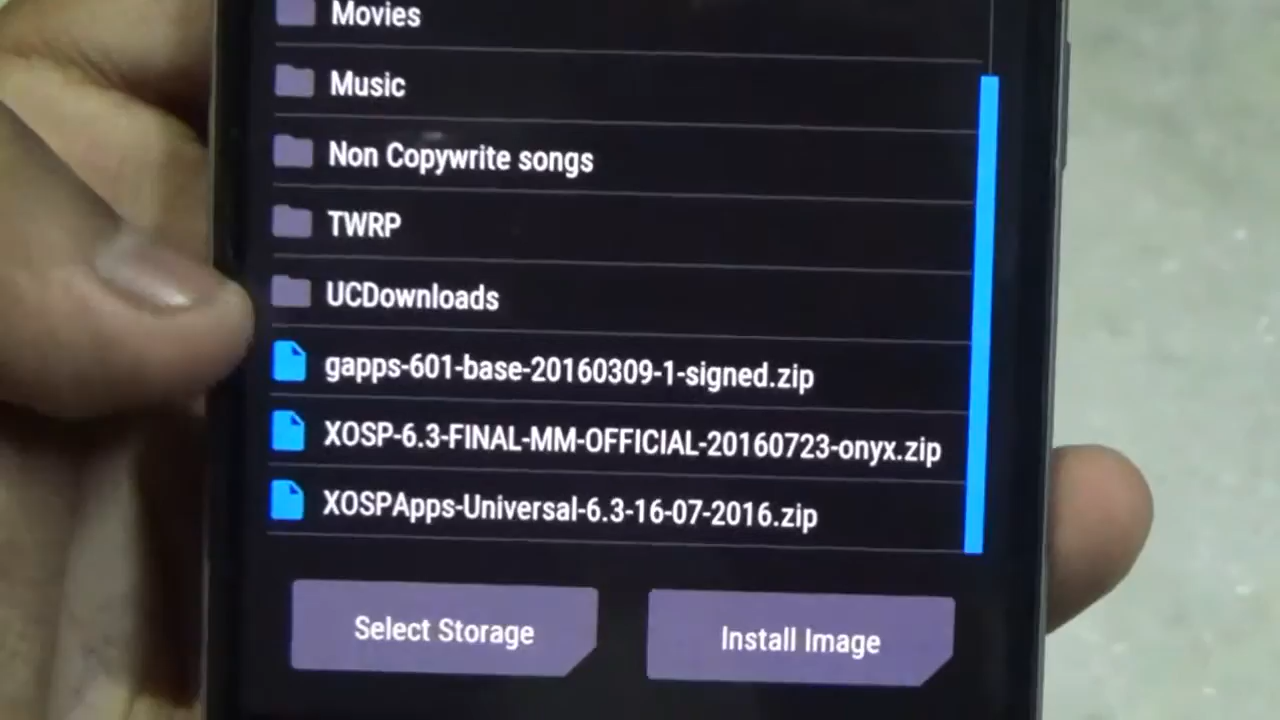 Movies
Music
Non Copywrite songs
TWRP
UCDownloads
gapps-601-base-20160309-1-signed.zip
XOSP-6.3-FINAL-MM-OFFICIAL-20160723-onyx.zip
XOSPApps-Universal-6.3-16-07-2016.zip
Select Storage
Install Image